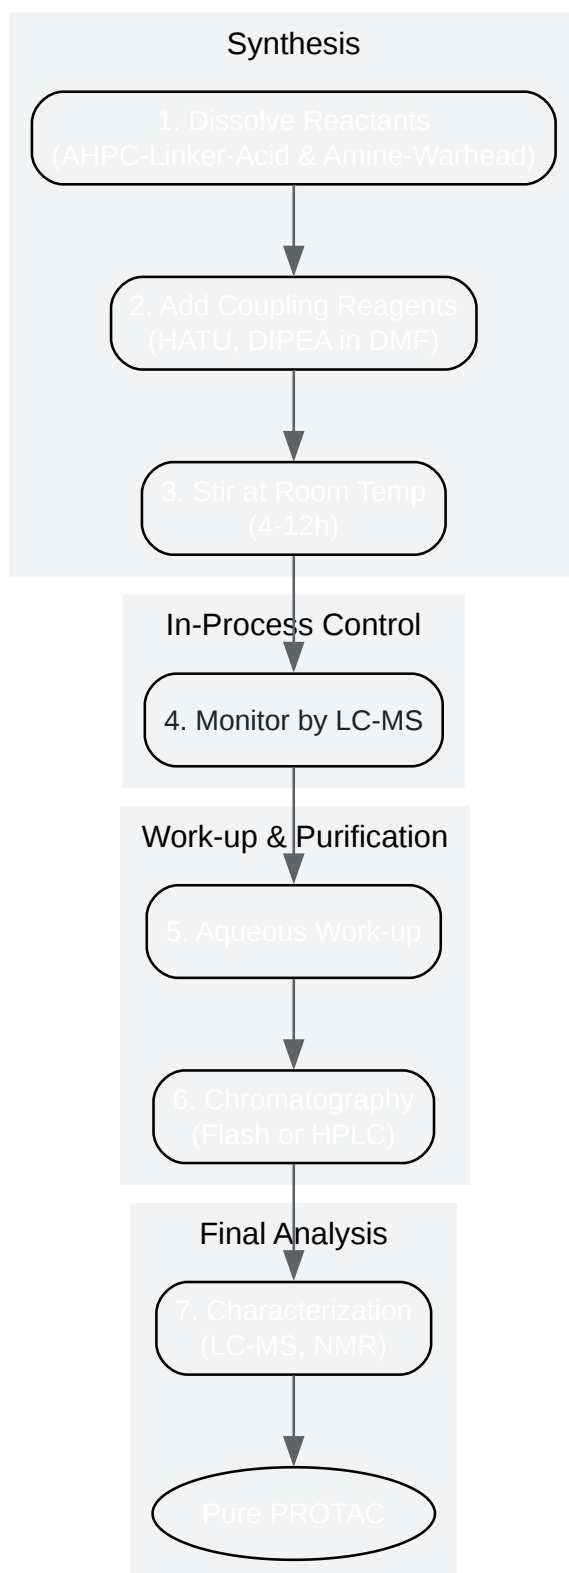 Synthesis
1. Dissolve Reactants
(AHPC-Linker-Acid & Amine-Warhead)
2. Add Coupling Reagents
(HATU, DIPEA in DMF)
3. Stir at Room Temp
(4-12h)
In-Process Control
4. Monitor by LC-MS
Work-up & Purification
5. Aqueous Work-up
6. Chromatography
(Flash or HPLC)
Final Analysis
7. Characterization
(LC-MS, NMR)
Pure PROTAC